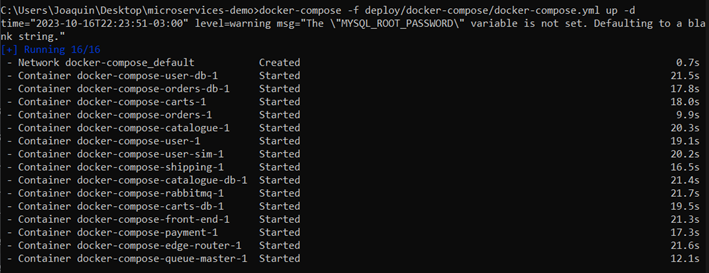 C:\Users\Joaquin\Desktop\microservices-demo>docker-compose -f deploy/docker-compose/docker-compose.yml up -d
time="2023-10-16T22:23:51-03:00" level=warning msg="The \"MYSQL_ROOT_PASSWORD\" variable is not set. Defaulting to a bla
nk string."
[+] Running 16/16
- Network docker-compose_default Created 0.7s
- Container docker-compose-user-db-1 Started 21.5s
- Container docker-compose-orders-db-1 Started 17.8s
- Container docker-compose-carts-1 Started 18.0s
- Container docker-compose-orders-1 Started 9.9s
- Container docker-compose-catalogue-1 Started 20.3s
- Container docker-compose-user-1 Started 19.1s
- Container docker-compose-user-sim-1 Started 20.2s
- Container docker-compose-shipping-1 Started 16.5s
- Container docker-compose-catalogue-db-1 Started 21.4s
- Container docker-compose-rabbitmq-1 Started 21.7s
- Container docker-compose-carts-db-1 Started 19.5s
- Container docker-compose-front-end-1 Started 21.3s
- Container docker-compose-payment-1 Started 17.3s
- Container docker-compose-edge-router-1 Started 21.6s
- Container docker-compose-queue-master-1 Started 12.1s